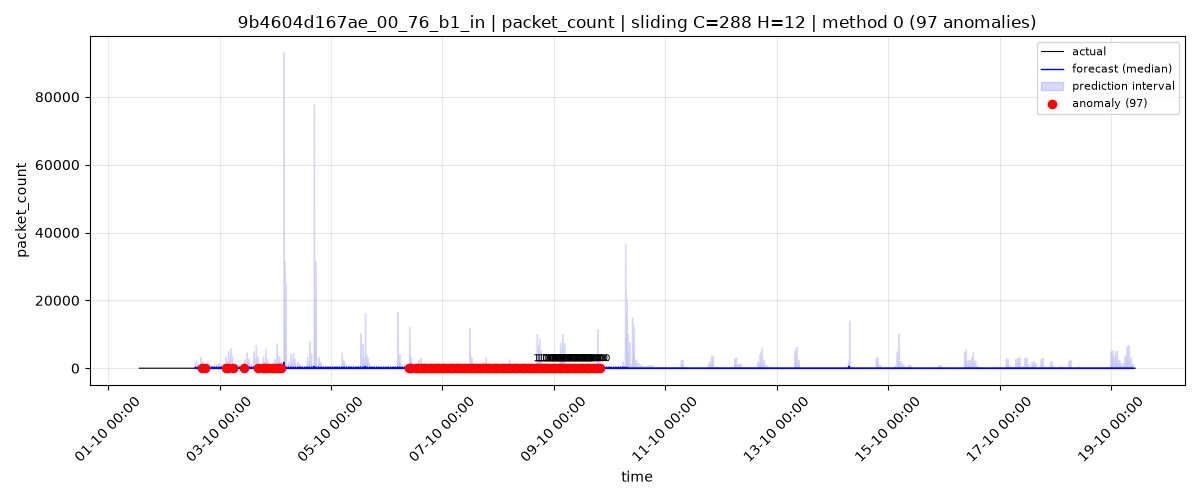 9b4604d167ae_00_76_b1_in | packet_count | sliding C=288 H=12 | method 0 (97 anomalies)
actual
forecast (median)
prediction interval
anomaly (97)
packet_count
80000
60000
40000
20000
0
01-10 00:00
03-10 00:00
05-10 00:00
07-10 00:00
09-10 00:00
11-10 00:00
13-10 00:00
15-10 00:00
17-10 00:00
19-10 00:00
time